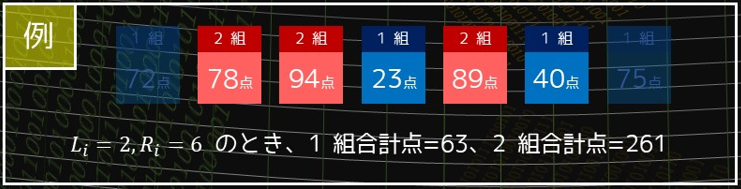 例
1 組 2 組 2 組 1 組 2 組 1 組 1 組
72点 78点 94点 23点 89点 40点 75点
L_i = 2, R_i = 6 のとき、1 組合計点=63、2 組合計点=261